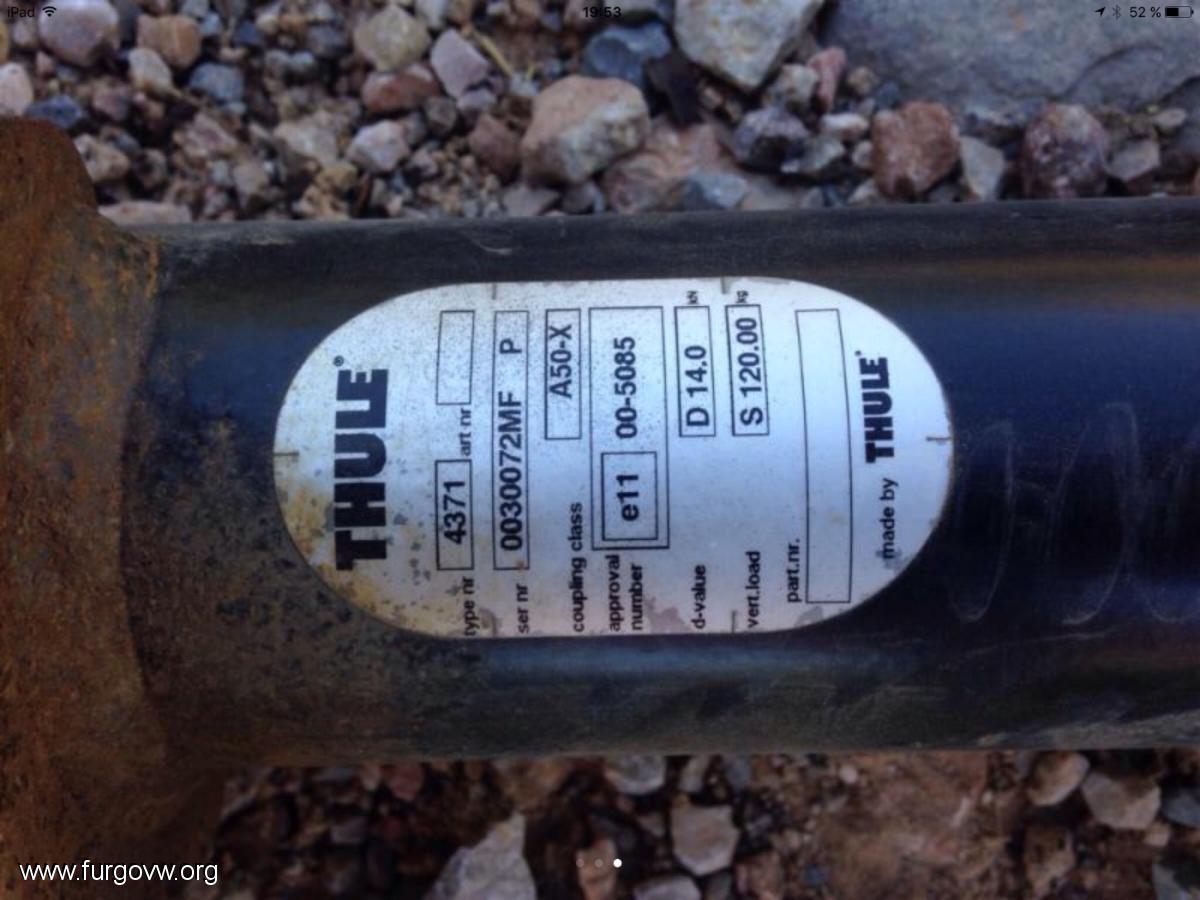 iPad 19:53 52 %
THULE®
type nr 4371 art nr
ser nr 0030072MF P
coupling class A50-X
approval number e11 00-5085
d-value D 14.0 kN
vert.load S 120.00 kg
part.nr.
made by THULE®
www.furgovw.org